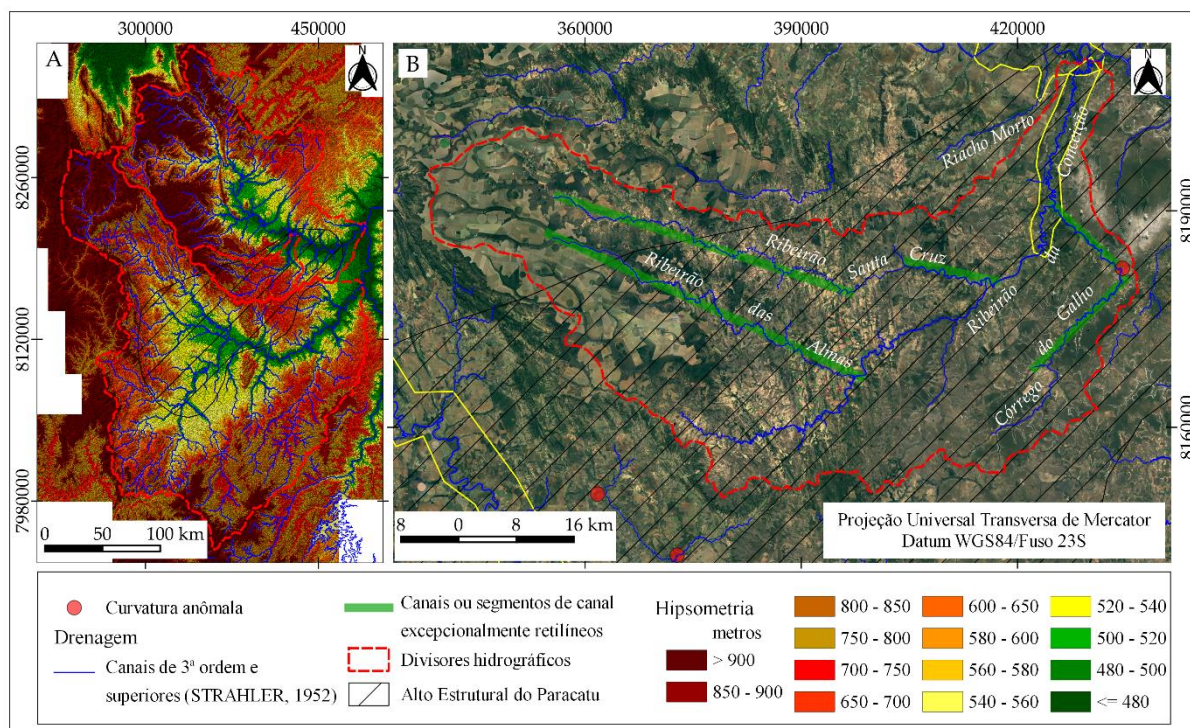 300000 450000
360000 390000 420000
A
N
B
N
8260000
8120000
7980000
8190000
8160000
Riacho Morto
Conceição
da
Ribeirão
Ribeirão
Santa
Cruz
Ribeirão
das
Almas
Galho
do
Córrego
0 50 100 km
8 0 8 16 km
Projeção Universal Transversa de Mercator
Datum WGS84/Fuso 23S
Curvatura anômala
Drenagem
Canais de 3ª ordem e
superiores (STRAHLER, 1952)
Canais ou segmentos de canal
excepcionalmente retilíneos
Divisores hidrográficos
Alto Estrutural do Paracatu
Hipsometria
metros
> 900
850 - 900
800 - 850
750 - 800
700 - 750
650 - 700
600 - 650
580 - 600
560 - 580
540 - 560
520 - 540
500 - 520
480 - 500
<= 480